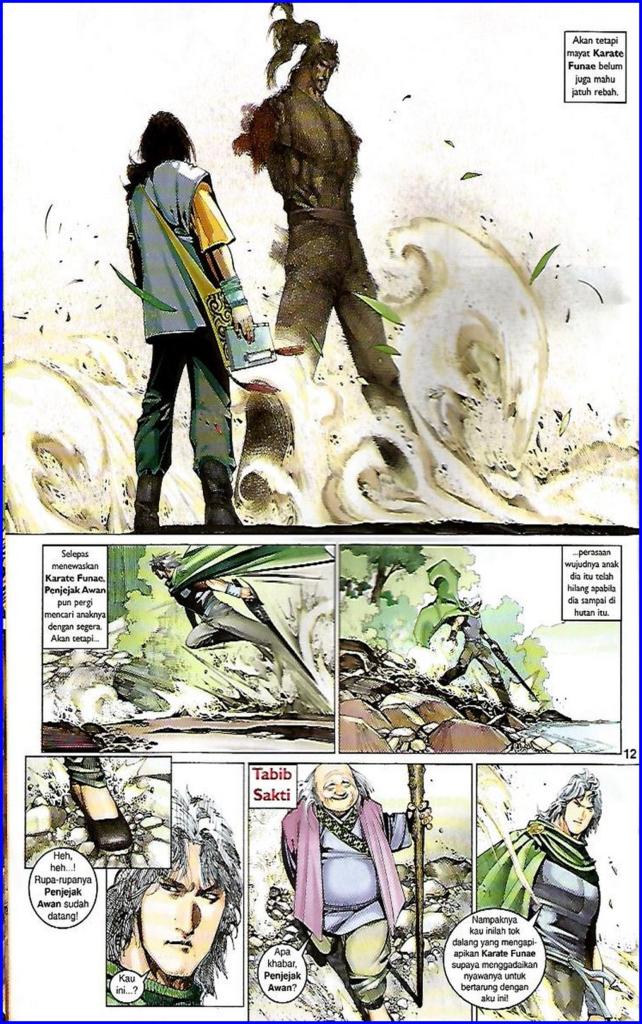 Akan tetapi
mayat Karate
Funae belum
juga mahu
jatuh rebah.
Selepas
menewaskan
Karate Funae,
Penjejak Awan
pun pergi
mencari anaknya
dengan segera.
Akan tetapi...
...perasaan
wujudnya anak
dia itu telah
hilang apabila
dia sampai di
hutan itu.
12
Heh,
heh...!
Rupa-rupanya
Penjejak
Awan sudah
datang!
Kau
ini...?
Tabib
Sakti
Apa
khabar,
Penjejak
Awan?
Nampaknya
kau inilah tok
dalang yang mengapi-
apikan Karate Funae
supaya menggadaikan
nyawanya untuk
bertarung dengan
aku ini!